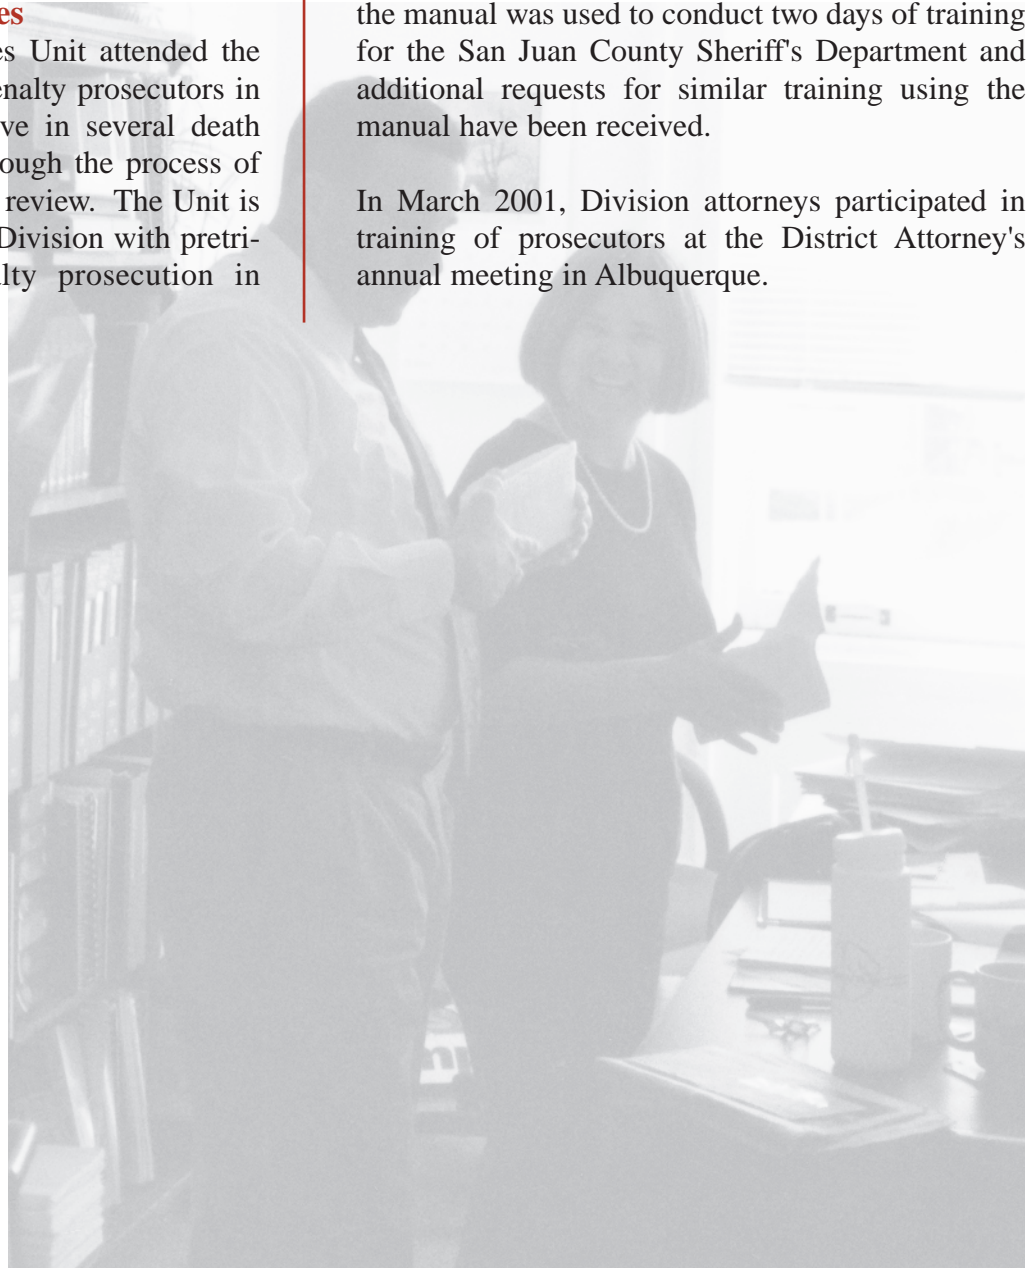 es
es Unit attended the
enalty prosecutors in
ve in several death
ough the process of
review. The Unit is
Division with pretri-
lty prosecution in
the manual was used to conduct two days of training
for the San Juan County Sheriff's Department and
additional requests for similar training using the
manual have been received.
In March 2001, Division attorneys participated in
training of prosecutors at the District Attorney's
annual meeting in Albuquerque.